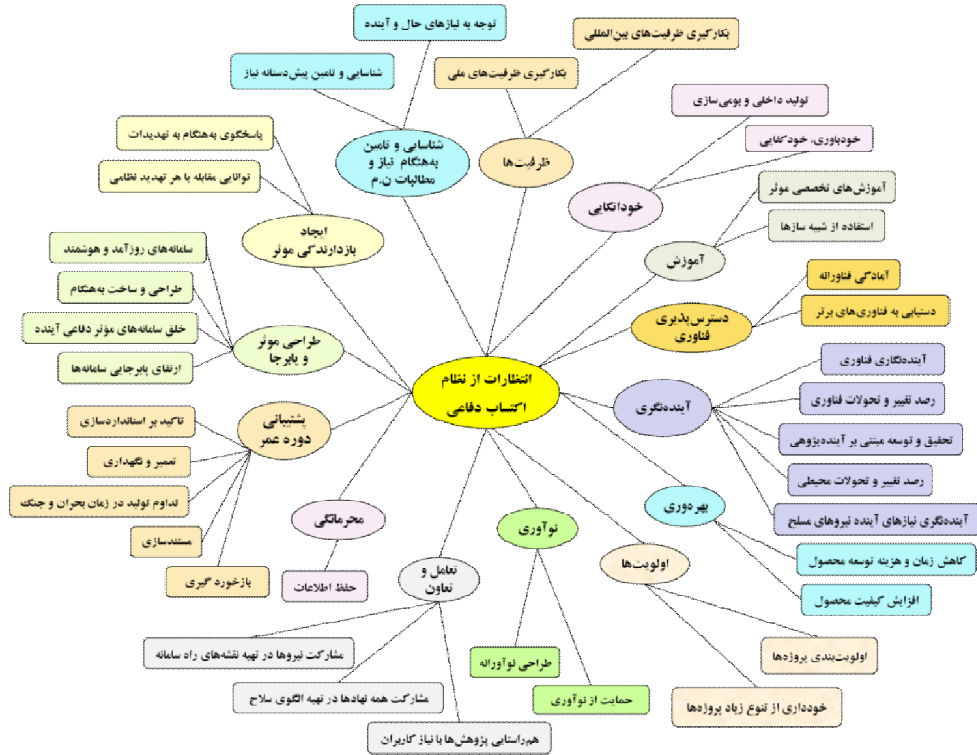 توجه به نیازهای حال و آینده
شناسایی و تامین پیش‌دستانه نیاز
شناسایی و تامین
به‌هنگام نیاز و
مطالبات ن.م
بکارگیری ظرفیت‌های بین‌المللی
بکارگیری ظرفیت‌های ملی
ظرفیت‌ها
تولید داخلی و بومی‌سازی
خودباوری، خودکفایی
خوداتکایی
آموزش‌های تخصصی موثر
استفاده از شبیه سازها
آموزش
آمادگی فناورانه
دستیابی به فناوری‌های برتر
دسترس‌پذیری
فناوری
آینده‌نگاری فناوری
رصد تغییر و تحولات فناوری
تحقیق و توسعه مبتنی بر آینده‌پژوهی
رصد تغییر و تحولات محیطی
آینده‌نگری نیازهای آینده نیروهای مسلح
آینده‌نگری
بهره‌وری
کاهش زمان و هزینه توسعه محصول
افزایش کیفیت محصول
اولویت‌ها
اولویت‌بندی پروژه‌ها
خودداری از تنوع زیاد پروژه‌ها
نوآوری
طراحی نوآورانه
حمایت از نوآوری
تعامل و
تعاون
مشارکت نیروها در تهیه نقشه‌های راه سامانه
مشارکت همه نهادها در تهیه الگوی سلاح
هم‌راستایی پژوهش‌ها با نیاز کاربران
محرمانگی
حفظ اطلاعات
پشتیبانی
دوره عمر
تاکید بر استانداردسازی
تعمیر و نگهداری
تداوم تولید در زمان بحران و جنگ
مستندسازی
بازخورد گیری
طراحی موثر
و پابرجا
سامانه‌های روزآمد و هوشمند
طراحی و ساخت به‌هنگام
خلق سامانه‌های مؤثر دفاعی آینده
ارتقای پابرجایی سامانه‌ها
ایجاد
بازدارندگی موثر
پاسخگوی به‌هنگام به تهدیدات
توانایی مقابله با هر تهدید نظامی
انتظارات از نظام
اکتساب دفاعی